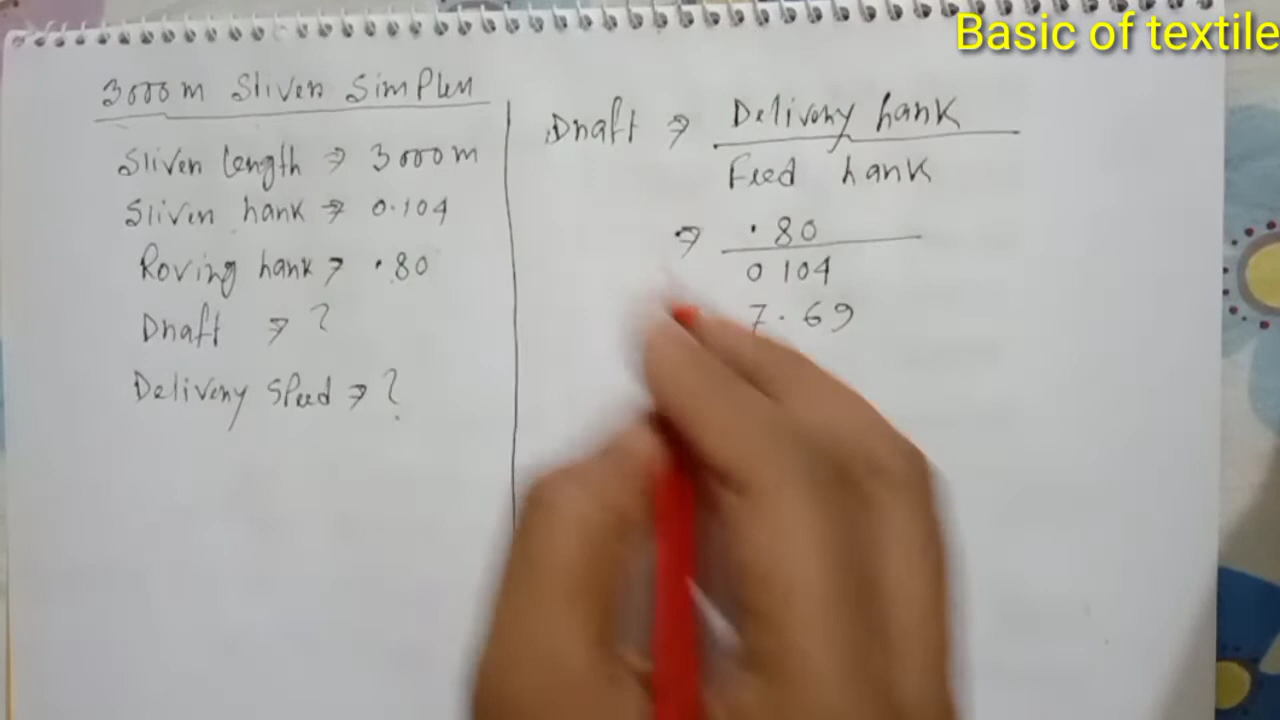 Basic of textile
3000m Sliver Simplex
Sliver length ⇒ 3000m
Sliver hank ⇒ 0.104
Roving hank ⇒ .80
Draft ⇒ ?
Delivery Speed ⇒ ?
Draft ⇒ Delivery hank
Feed hank
⇒ .80
0 104
7.69